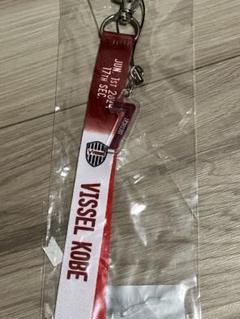 JUN. 1ST 2024
17TH SEC.
VISSEL KOBE